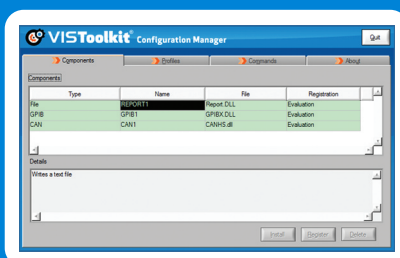 VISToolkit® Configuration Manager
Quit
Components Profiles Commands About
Components
Type Name File Registration
File REPORT1 Report.DLL Evaluation
GPIB GPIB1 GPIBX.DLL Evaluation
CAN CAN1 CANHS.dll Evaluation
Details
Writes a text file
Install Register Delete